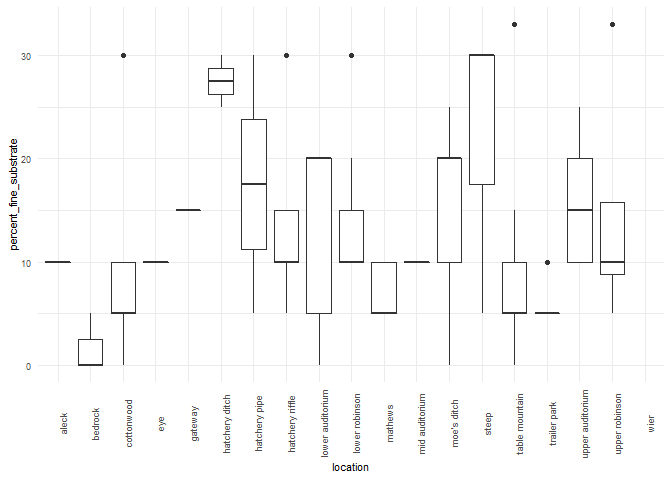 percent_fine_substrate
30
20
10
0
aleck
bedrock
cottonwood
eye
gateway
hatchery ditch
hatchery pipe
hatchery riffle
lower auditorium
lower robinson
mathews
mid auditorium
moe's ditch
steep
table mountain
trailer park
upper auditorium
upper robinson
wier
location